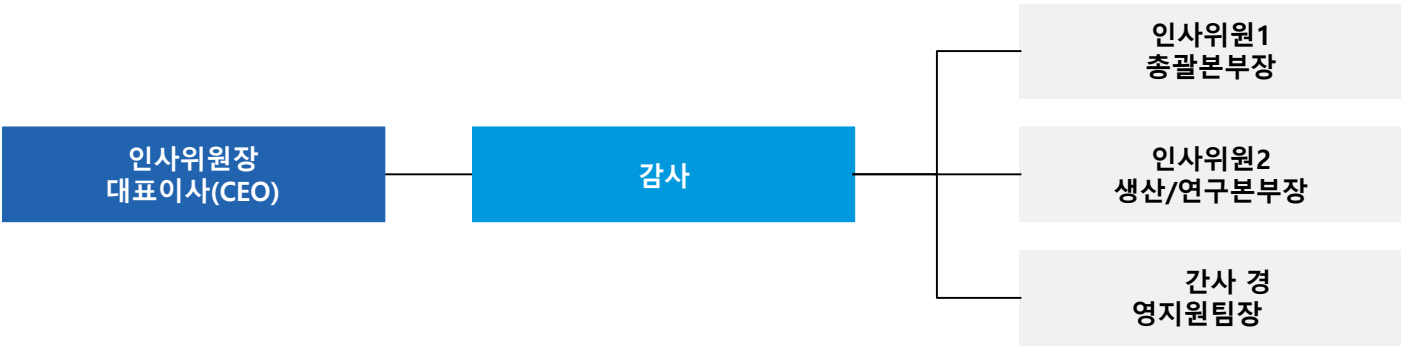 인사위원장
대표이사(CEO)
감사
인사위원1
총괄본부장
인사위원2
생산/연구본부장
간사 경
영지원팀장